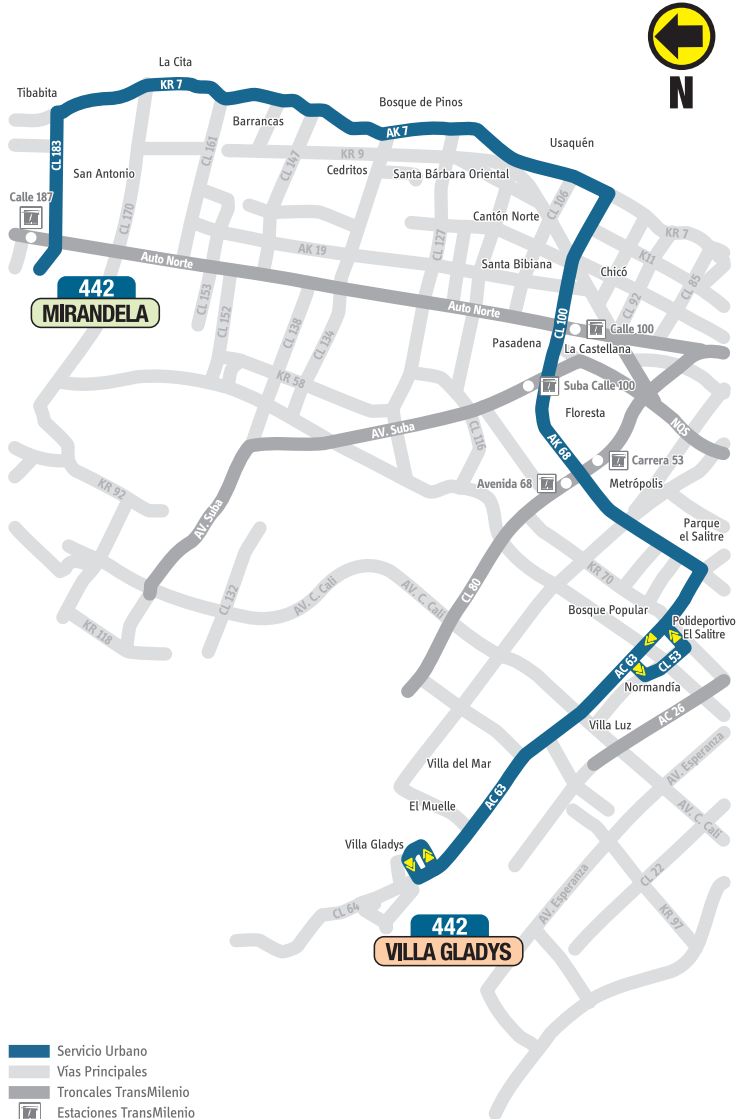 N
La Cita
Tibabita
KR 7
Bosque de Pinos
Barrancas
AK 7
Usaquén
CL 183
CL 161
CL 147
KR 9
San Antonio
Cedritos
Santa Bárbara Oriental
Calle 187
CL 170
CL 106
Cantón Norte
KR 7
CL 127
AK 19
K11
Auto Norte
Santa Bibiana
Chicó
CL 85
442
MIRANDELA
CL 153
CL 152
CL 92
Auto Norte
CL 100
Calle 100
CL 138
CL 134
Pasadena
La Castellana
KR 58
Suba Calle 100
Floresta
AV. Suba
CL 116
NQS
AK 68
Carrera 53
Avenida 68
Metrópolis
KR 92
AV. Suba
Parque
el Salitre
KR 70
CL 80
AV. C. Cali
AV. C. Cali
CL 132
Bosque Popular
Polideportivo
El Salitre
KR 118
AC 63
CL 53
Normandía
AC 26
Villa Luz
Villa del Mar
AV. Esperanza
AC 63
El Muelle
AV. C. Cali
Villa Gladys
CL 22
AV. Esperanza
CL 64
KR 97
442
VILLA GLADYS
Servicio Urbano
Vías Principales
Troncales TransMilenio
Estaciones TransMilenio